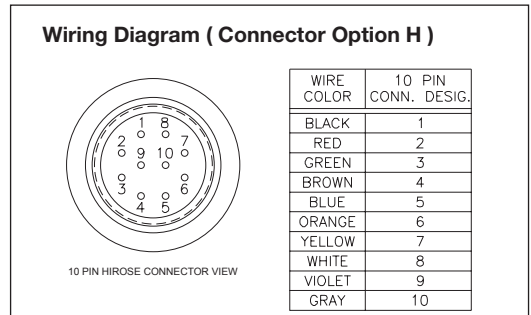 Wiring Diagram ( Connector Option H )
1 8
2 7
9 10
3 6
4 5
10 PIN HIROSE CONNECTOR VIEW
WIRE COLOR 10 PIN CONN. DESIG.
BLACK 1
RED 2
GREEN 3
BROWN 4
BLUE 5
ORANGE 6
YELLOW 7
WHITE 8
VIOLET 9
GRAY 10